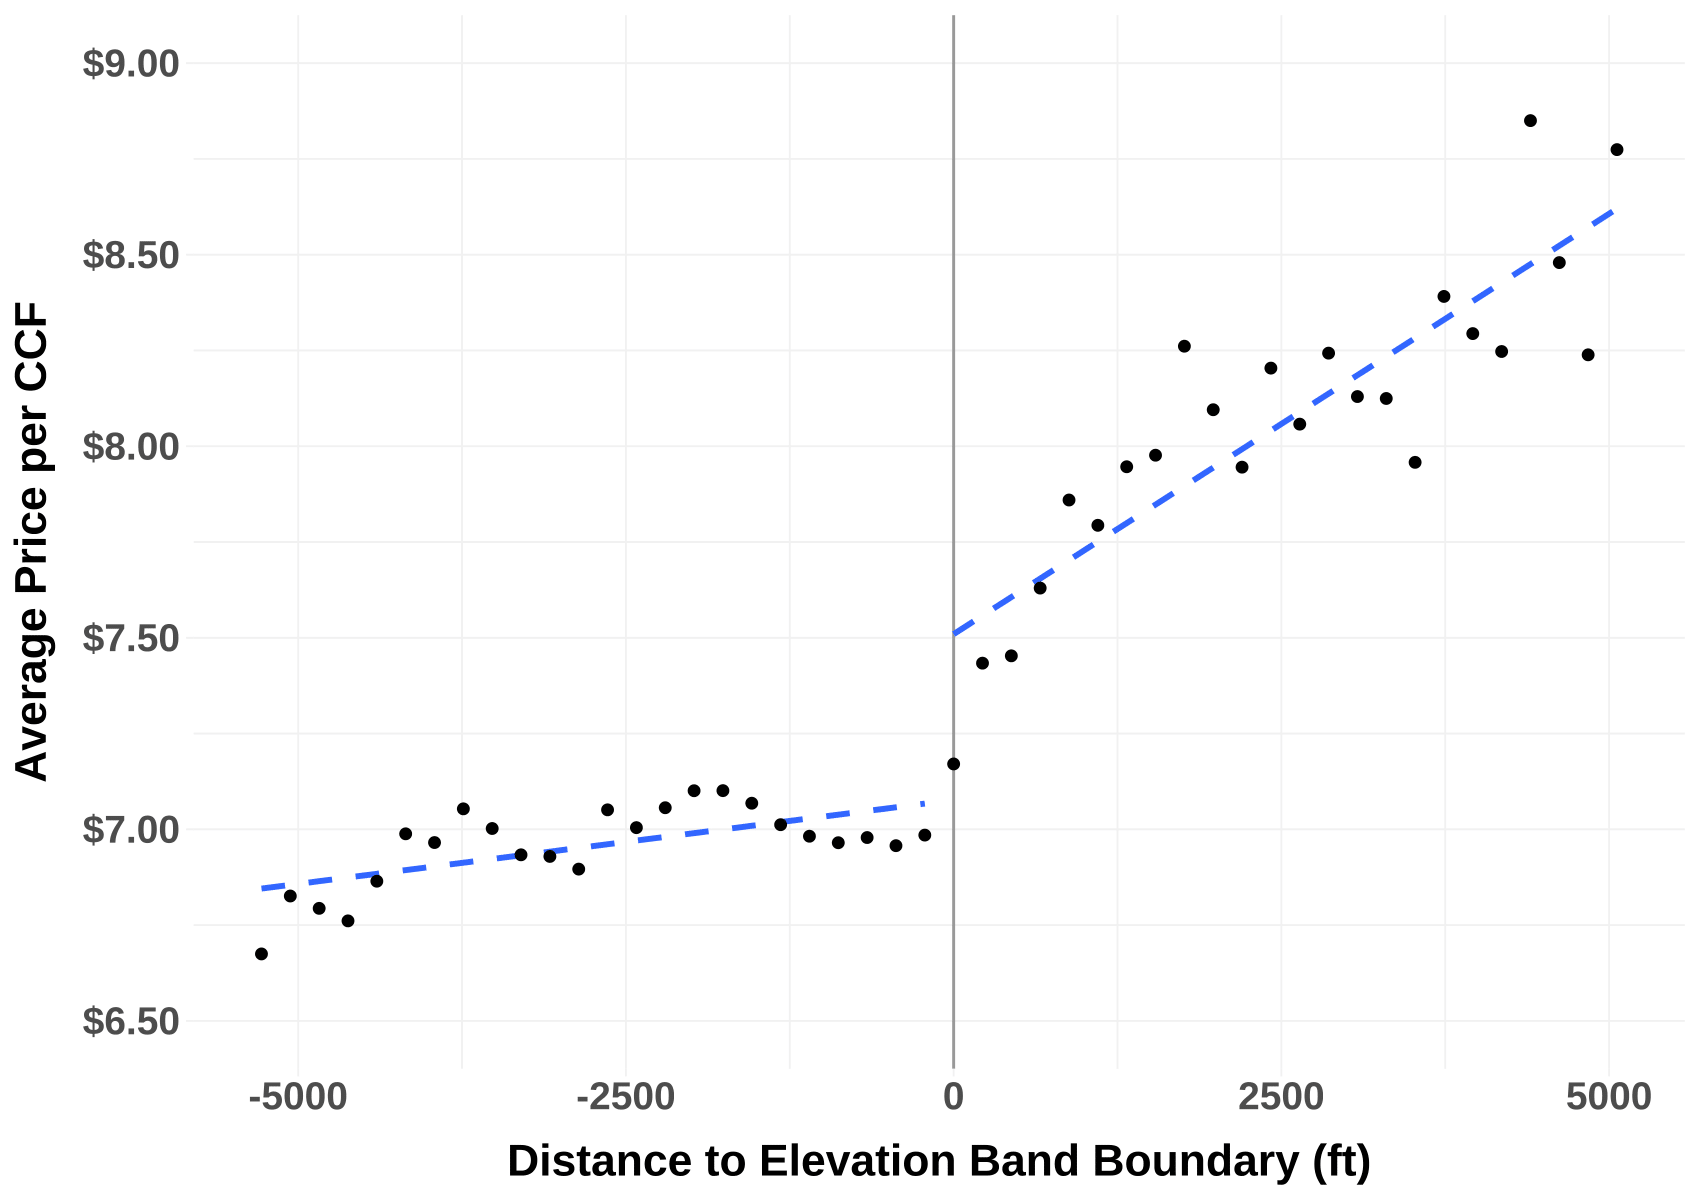 $9.00
$8.50
$8.00
$7.50
$7.00
$6.50
Average Price per CCF
-5000 -2500 0 2500 5000
Distance to Elevation Band Boundary (ft)